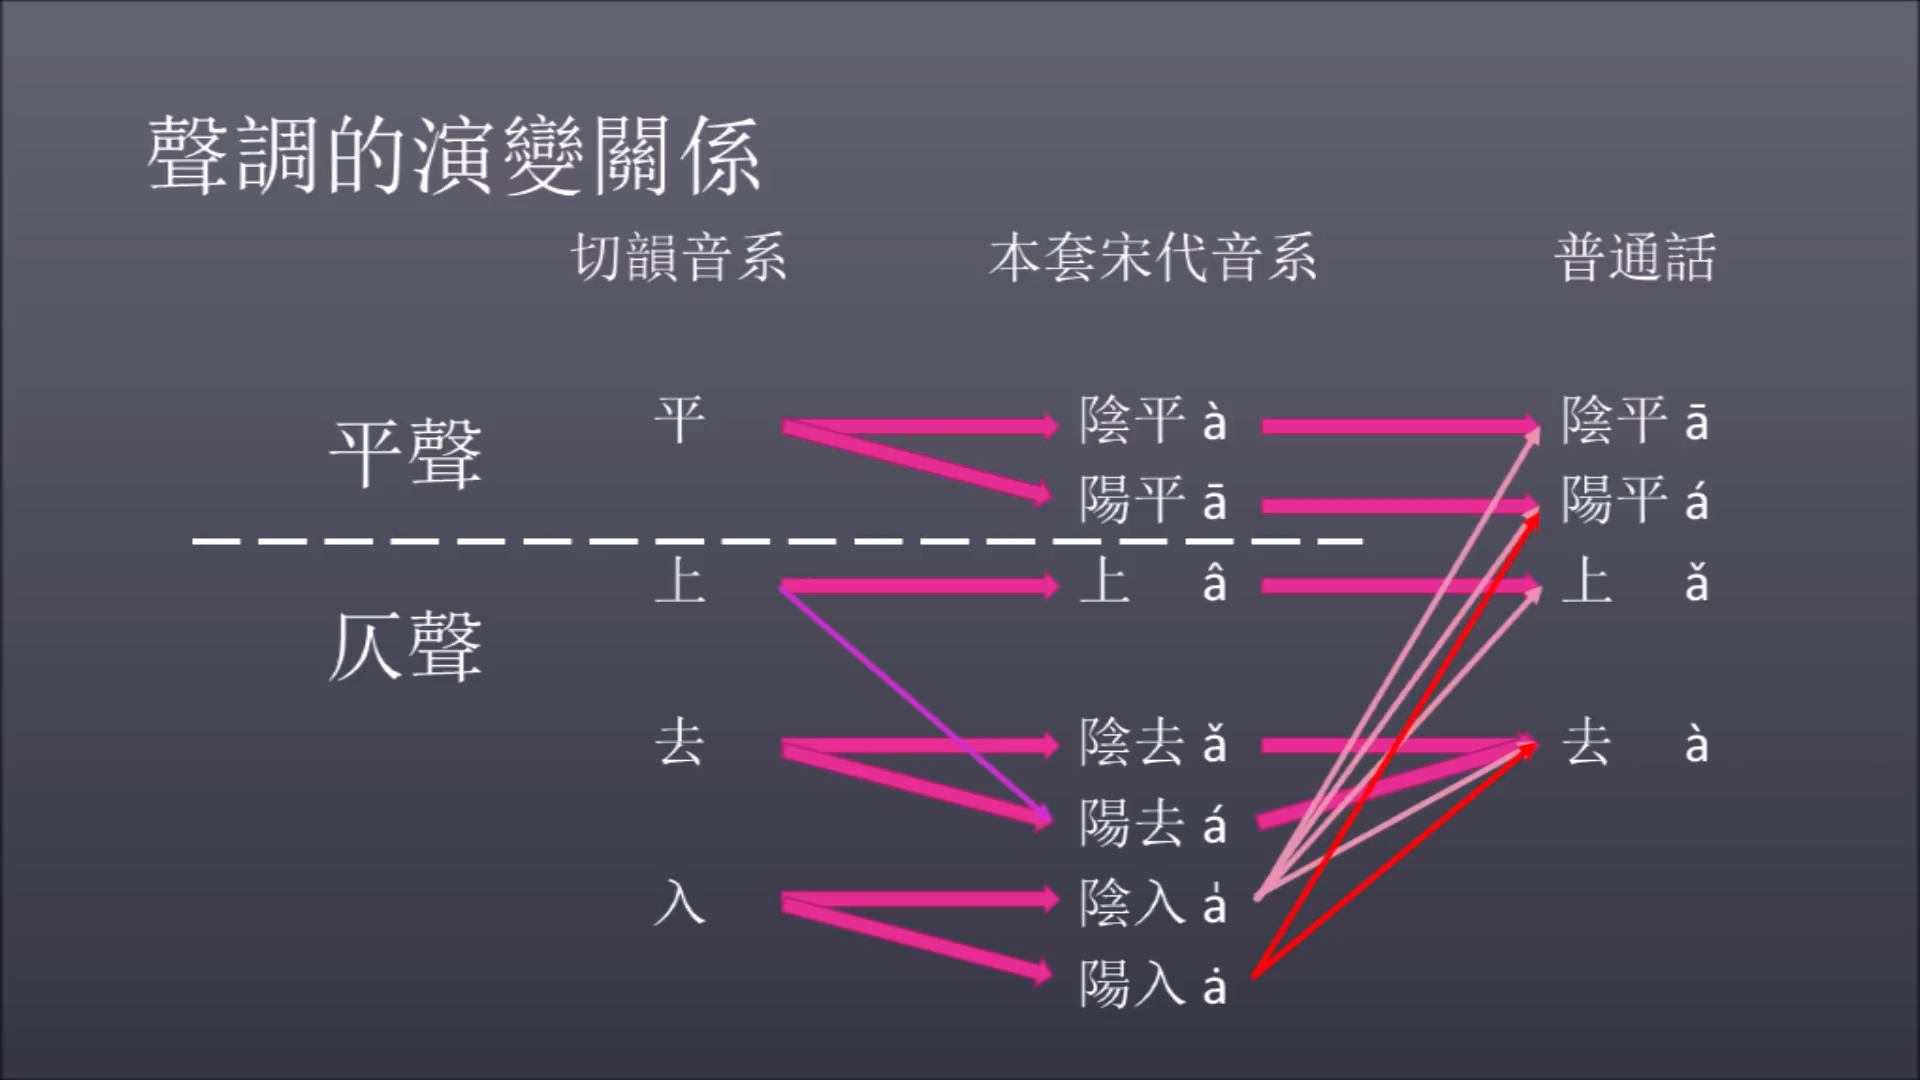 聲調的演變關係
切韻音系 本套宋代音系 普通話
平聲
仄聲
平 陰平 à 陰平 ā
陽平 ā 陽平 á
上 上 â 上 ǎ
去 陰去 ǎ 去 à
陽去 á
入 陰入 a̍
陽入 ȧ